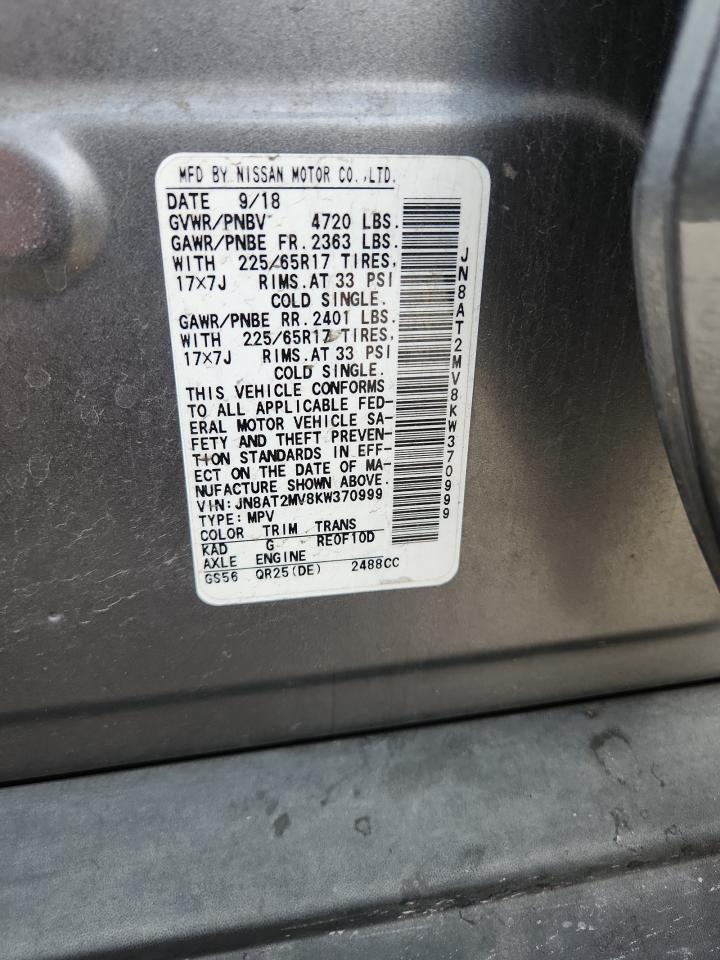 MFD BY NISSAN MOTOR CO.,LTD.
DATE 9/18
GVWR/PNBV 4720 LBS.
GAWR/PNBE FR. 2363 LBS.
WITH 225/65R17 TIRES,
17×7J RIMS. AT 33 PSI
COLD SINGLE.
GAWR/PNBE RR. 2401 LBS.
WITH 225/65R17 TIRES,
17×7J RIMS. AT 33 PSI
COLD SINGLE.
THIS VEHICLE CONFORMS
TO ALL APPLICABLE FED-
ERAL MOTOR VEHICLE SA-
FETY AND THEFT PREVEN-
TION STANDARDS IN EFF-
ECT ON THE DATE OF MA-
NUFACTURE SHOWN ABOVE.
VIN: JN8AT2MV8KW370999
TYPE: MPV
COLOR TRIM TRANS
KAD G RE0F10D
AXLE ENGINE
GS56 QR25(DE) 2488CC
JN8AT2MV8KW370999